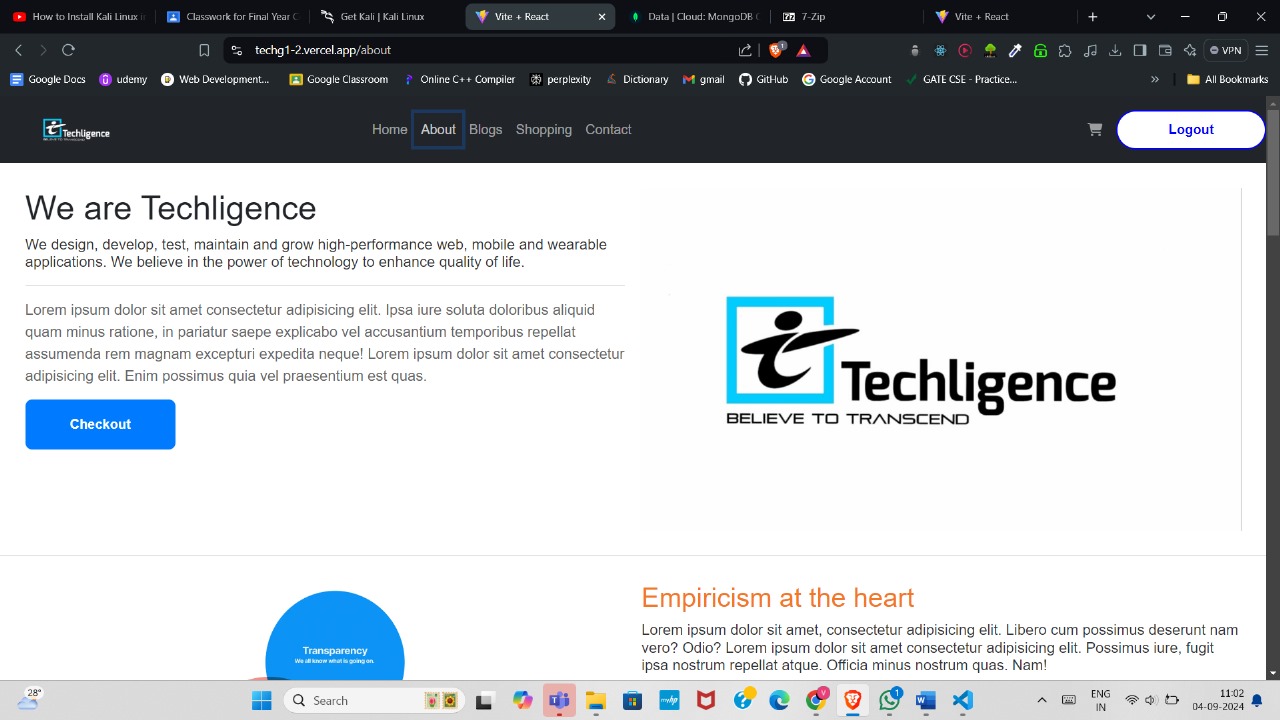 How to Install Kali Linux in
Classwork for Final Year C
Get Kali | Kali Linux
Vite + React
Data | Cloud: MongoDB C
7-Zip
Vite + React
techg1-2.vercel.app/about
VPN
Google Docs
udemy
Web Development...
Google Classroom
Online C++ Compiler
perplexity
Dictionary
gmail
GitHub
Google Account
GATE CSE - Practice...
All Bookmarks
Techligence
BELIEVE TO TRANSCEND
Home
About
Blogs
Shopping
Contact
Logout
We are Techligence
We design, develop, test, maintain and grow high-performance web, mobile and wearable
applications. We believe in the power of technology to enhance quality of life.
Lorem ipsum dolor sit amet consectetur adipisicing elit. Ipsa iure soluta doloribus aliquid
quam minus ratione, in pariatur saepe explicabo vel accusantium temporibus repellat
assumenda rem magnam excepturi expedita neque! Lorem ipsum dolor sit amet consectetur
adipisicing elit. Enim possimus quia vel praesentium est quas.
Checkout
Techligence
BELIEVE TO TRANSCEND
Transparency
We all know what is going on.
Empiricism at the heart
Lorem ipsum dolor sit amet, consectetur adipisicing elit. Libero cum possimus deserunt nam
vero? Odio? Lorem ipsum dolor sit amet consectetur adipisicing elit. Possimus iure, fugit
ipsa nostrum repellat atque. Officia minus nostrum quas. Nam!
28°
Search
myhp
V
1
ENG
IN
11:02
04-09-2024